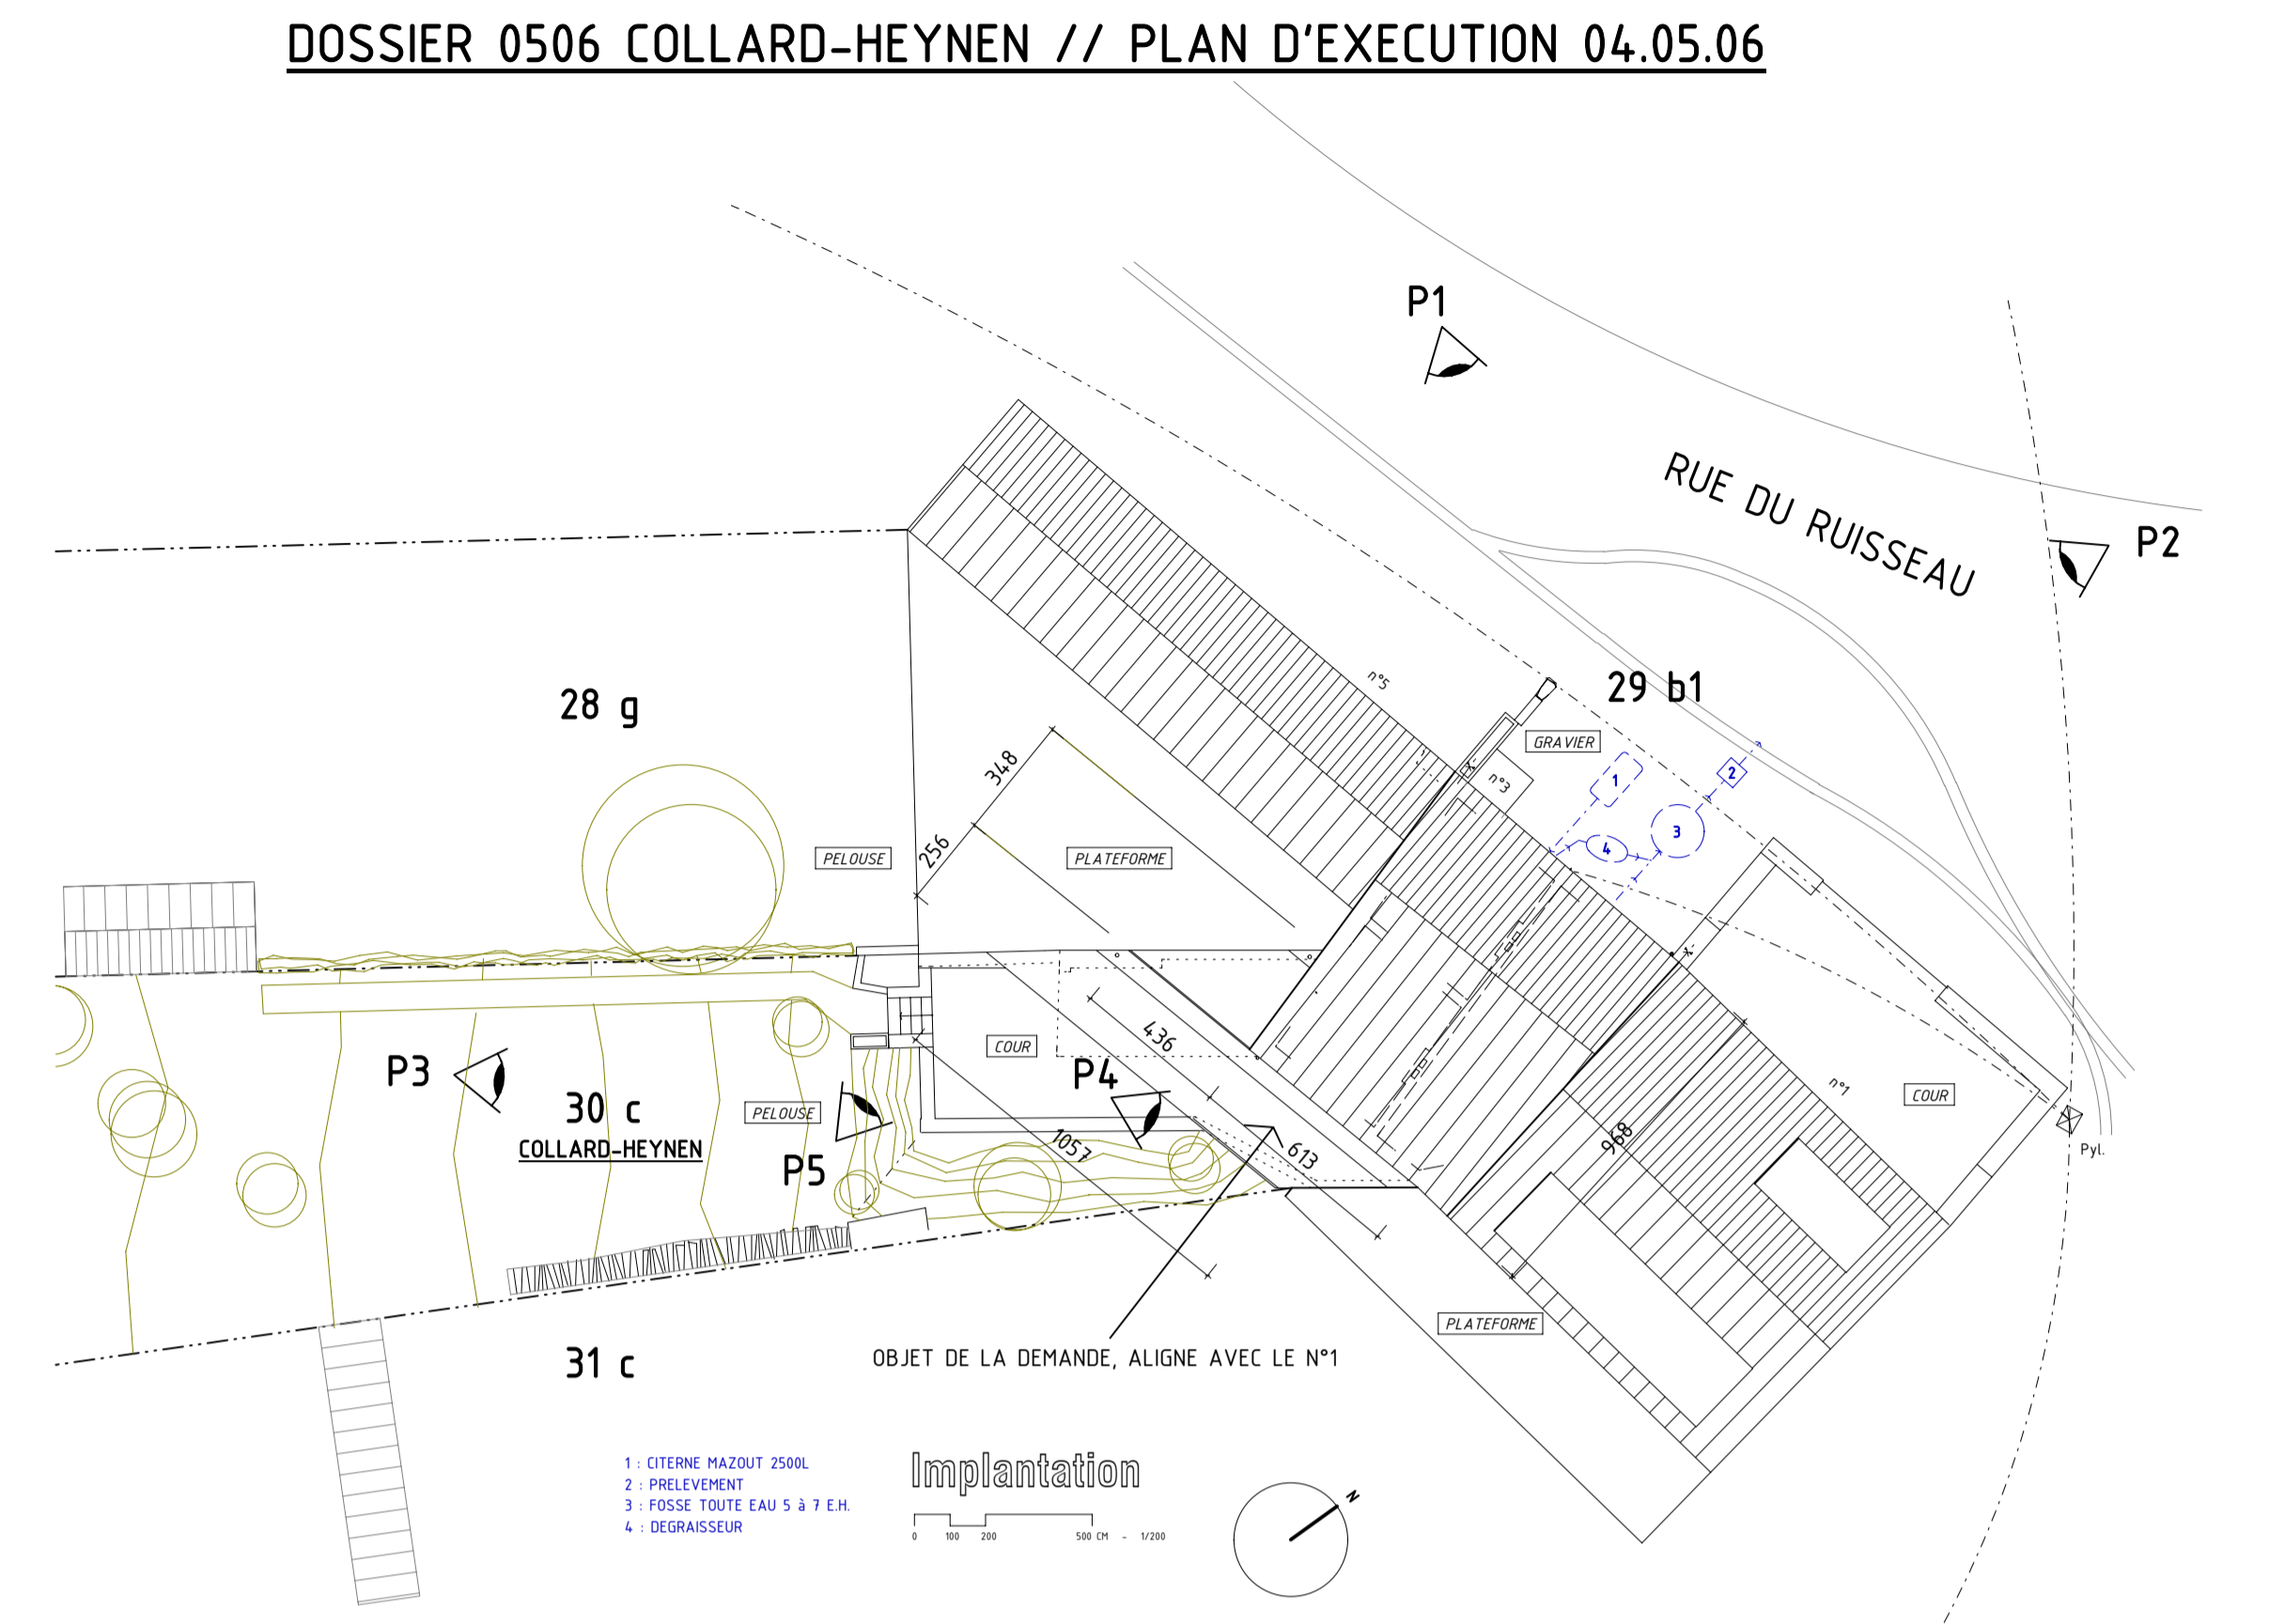 DOSSIER 0506 COLLARD-HEYNEN // PLAN D'EXECUTION 04.05.06
P1
RUE DU RUISSEAU
P2
n°5
29 b1
28 g
GRAVIER
348
n°3
1
2
3
4
256
PELOUSE
PLATEFORME
436
COUR
P3
P4
n°1
COUR
30 c
COLLARD-HEYNEN
PELOUSE
P5
1057
613
968
Pyl.
PLATEFORME
31 c
OBJET DE LA DEMANDE, ALIGNE AVEC LE N°1
1 : CITERNE MAZOUT 2500L
2 : PRELEVEMENT
3 : FOSSE TOUTE EAU 5 à 7 E.H.
4 : DEGRAISSEUR
Implantation
0 100 200 500 CM - 1/200
N